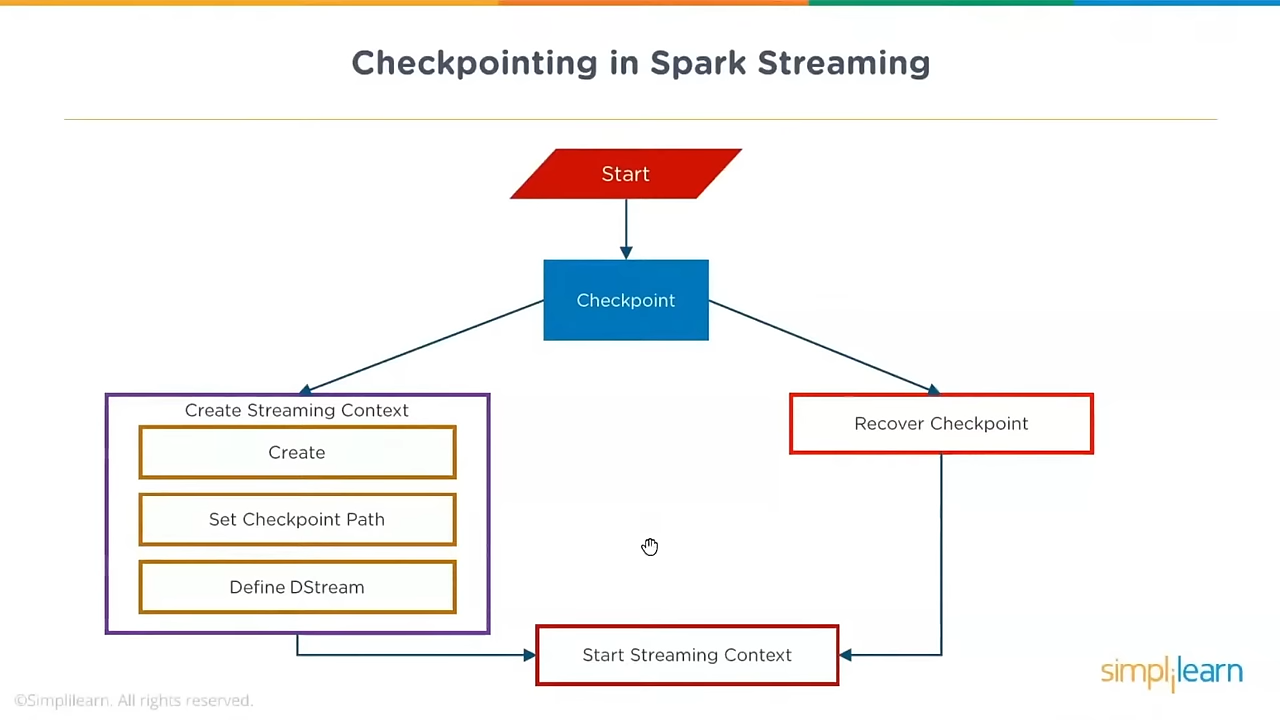 Checkpointing in Spark Streaming
Start
Checkpoint
Create Streaming Context
Create
Set Checkpoint Path
Define DStream
Recover Checkpoint
Start Streaming Context
simplilearn
©Simplilearn. All rights reserved.